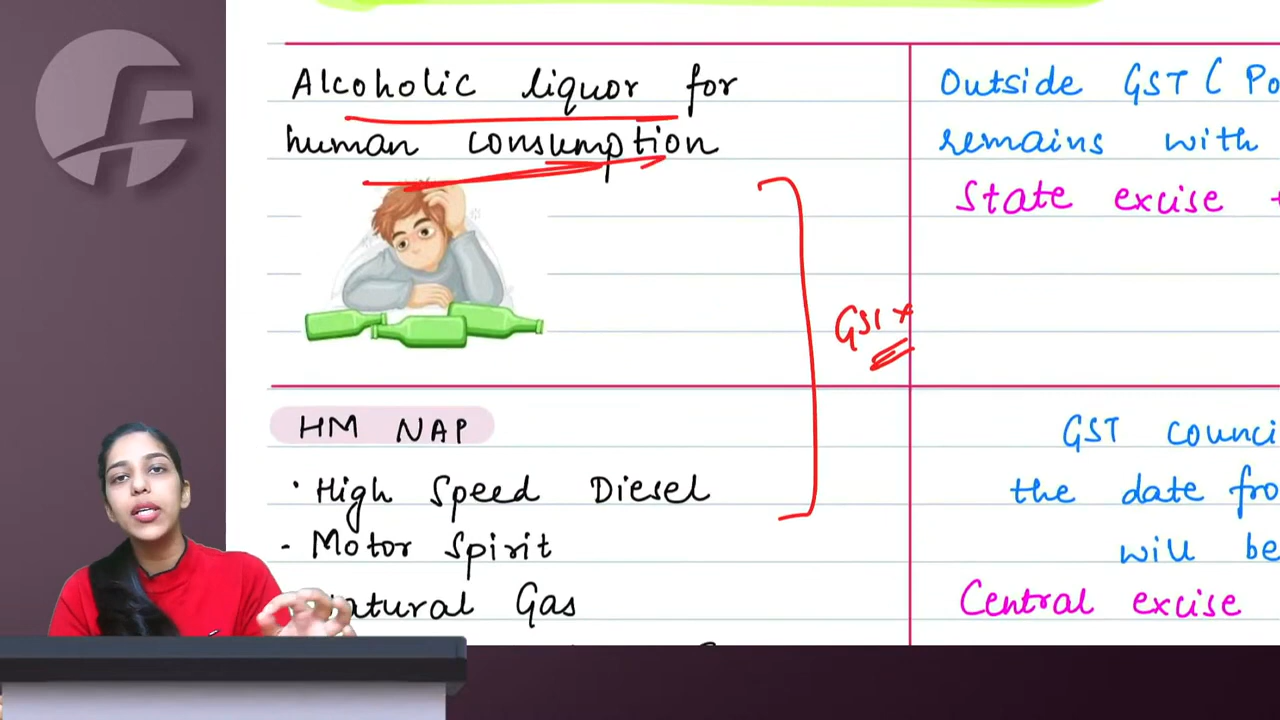 Alcoholic liquor for
human consumption
Outside GST ( Po
remains with
State excise +
GST x
HM NAP
• High Speed Diesel
- Motor Spirit
Natural Gas
GST counci
the date fro
will be
Central excise